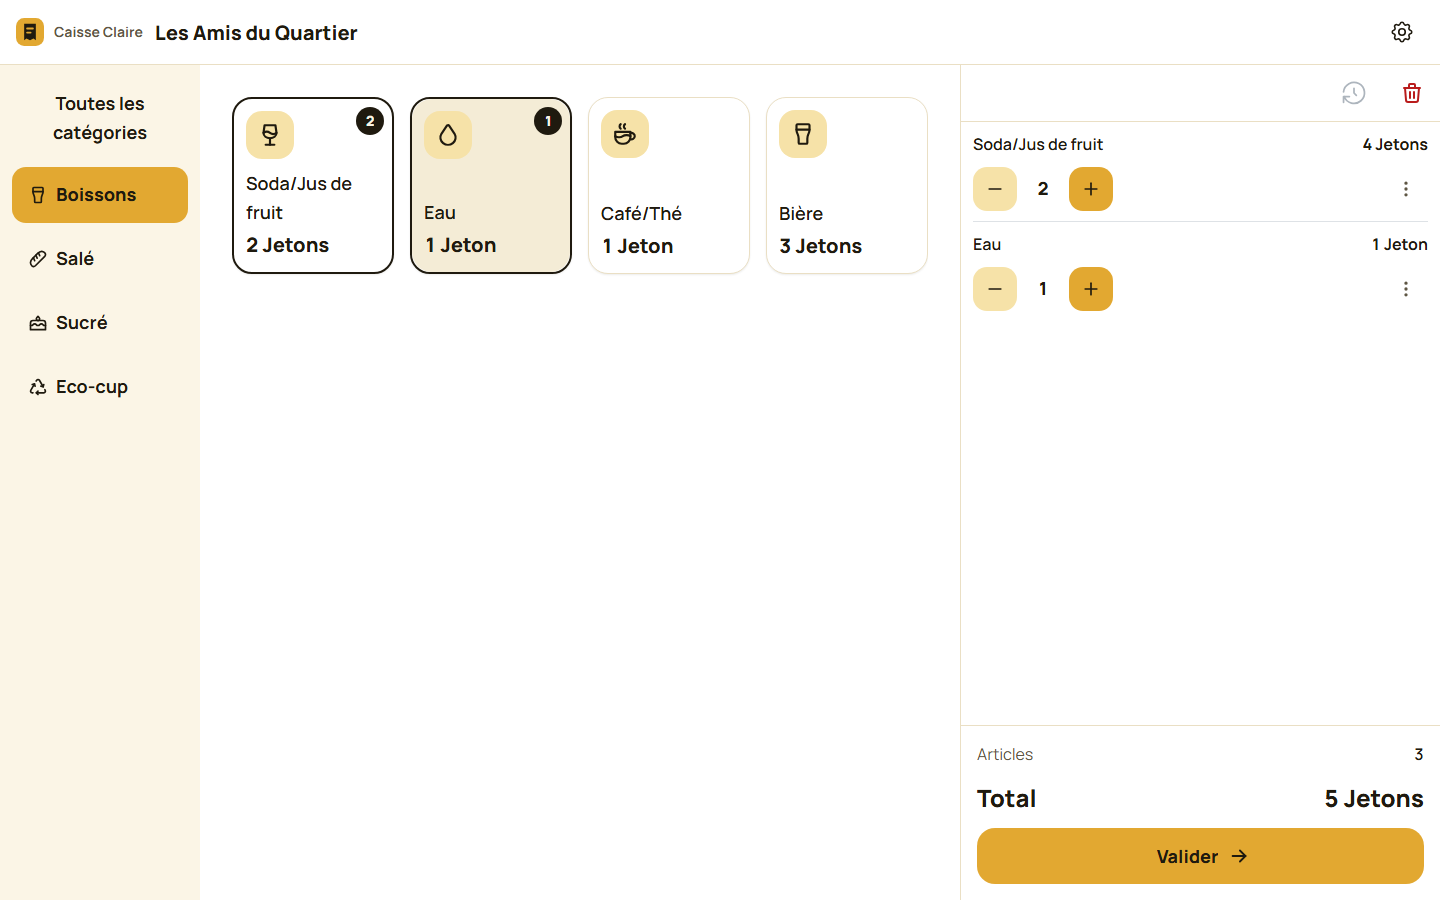 Caisse Claire Les Amis du Quartier
Toutes les
catégories
Boissons
Salé
Sucré
Eco-cup
2
Soda/Jus de
fruit
2 Jetons
1
Eau
1 Jeton
Café/Thé
1 Jeton
Bière
3 Jetons
Soda/Jus de fruit 4 Jetons
2
Eau 1 Jeton
1
Articles 3
Total 5 Jetons
Valider